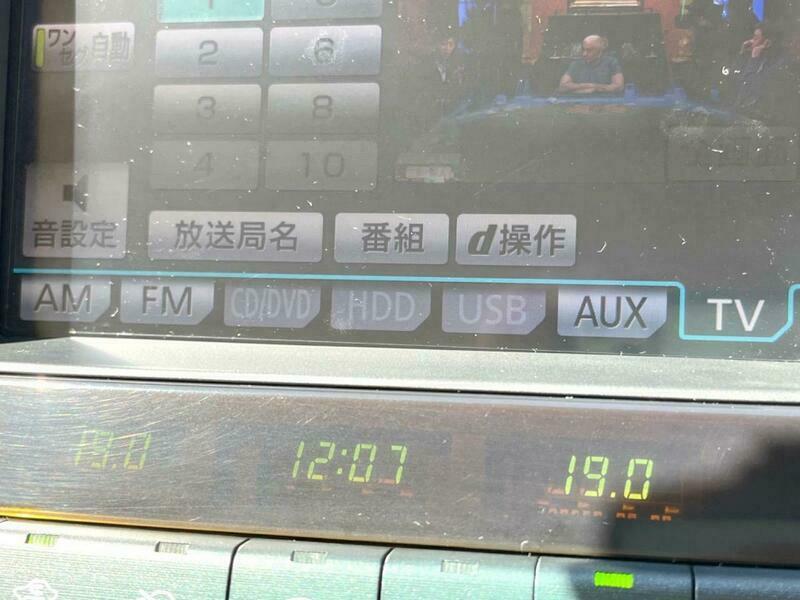 1
ワン
セグ 自動
2
6
3
8
4
10
音設定
放送局名
番組
d操作
AM
FM
CD/DVD
HDD
USB
AUX
TV
19.0
12:07
19.0